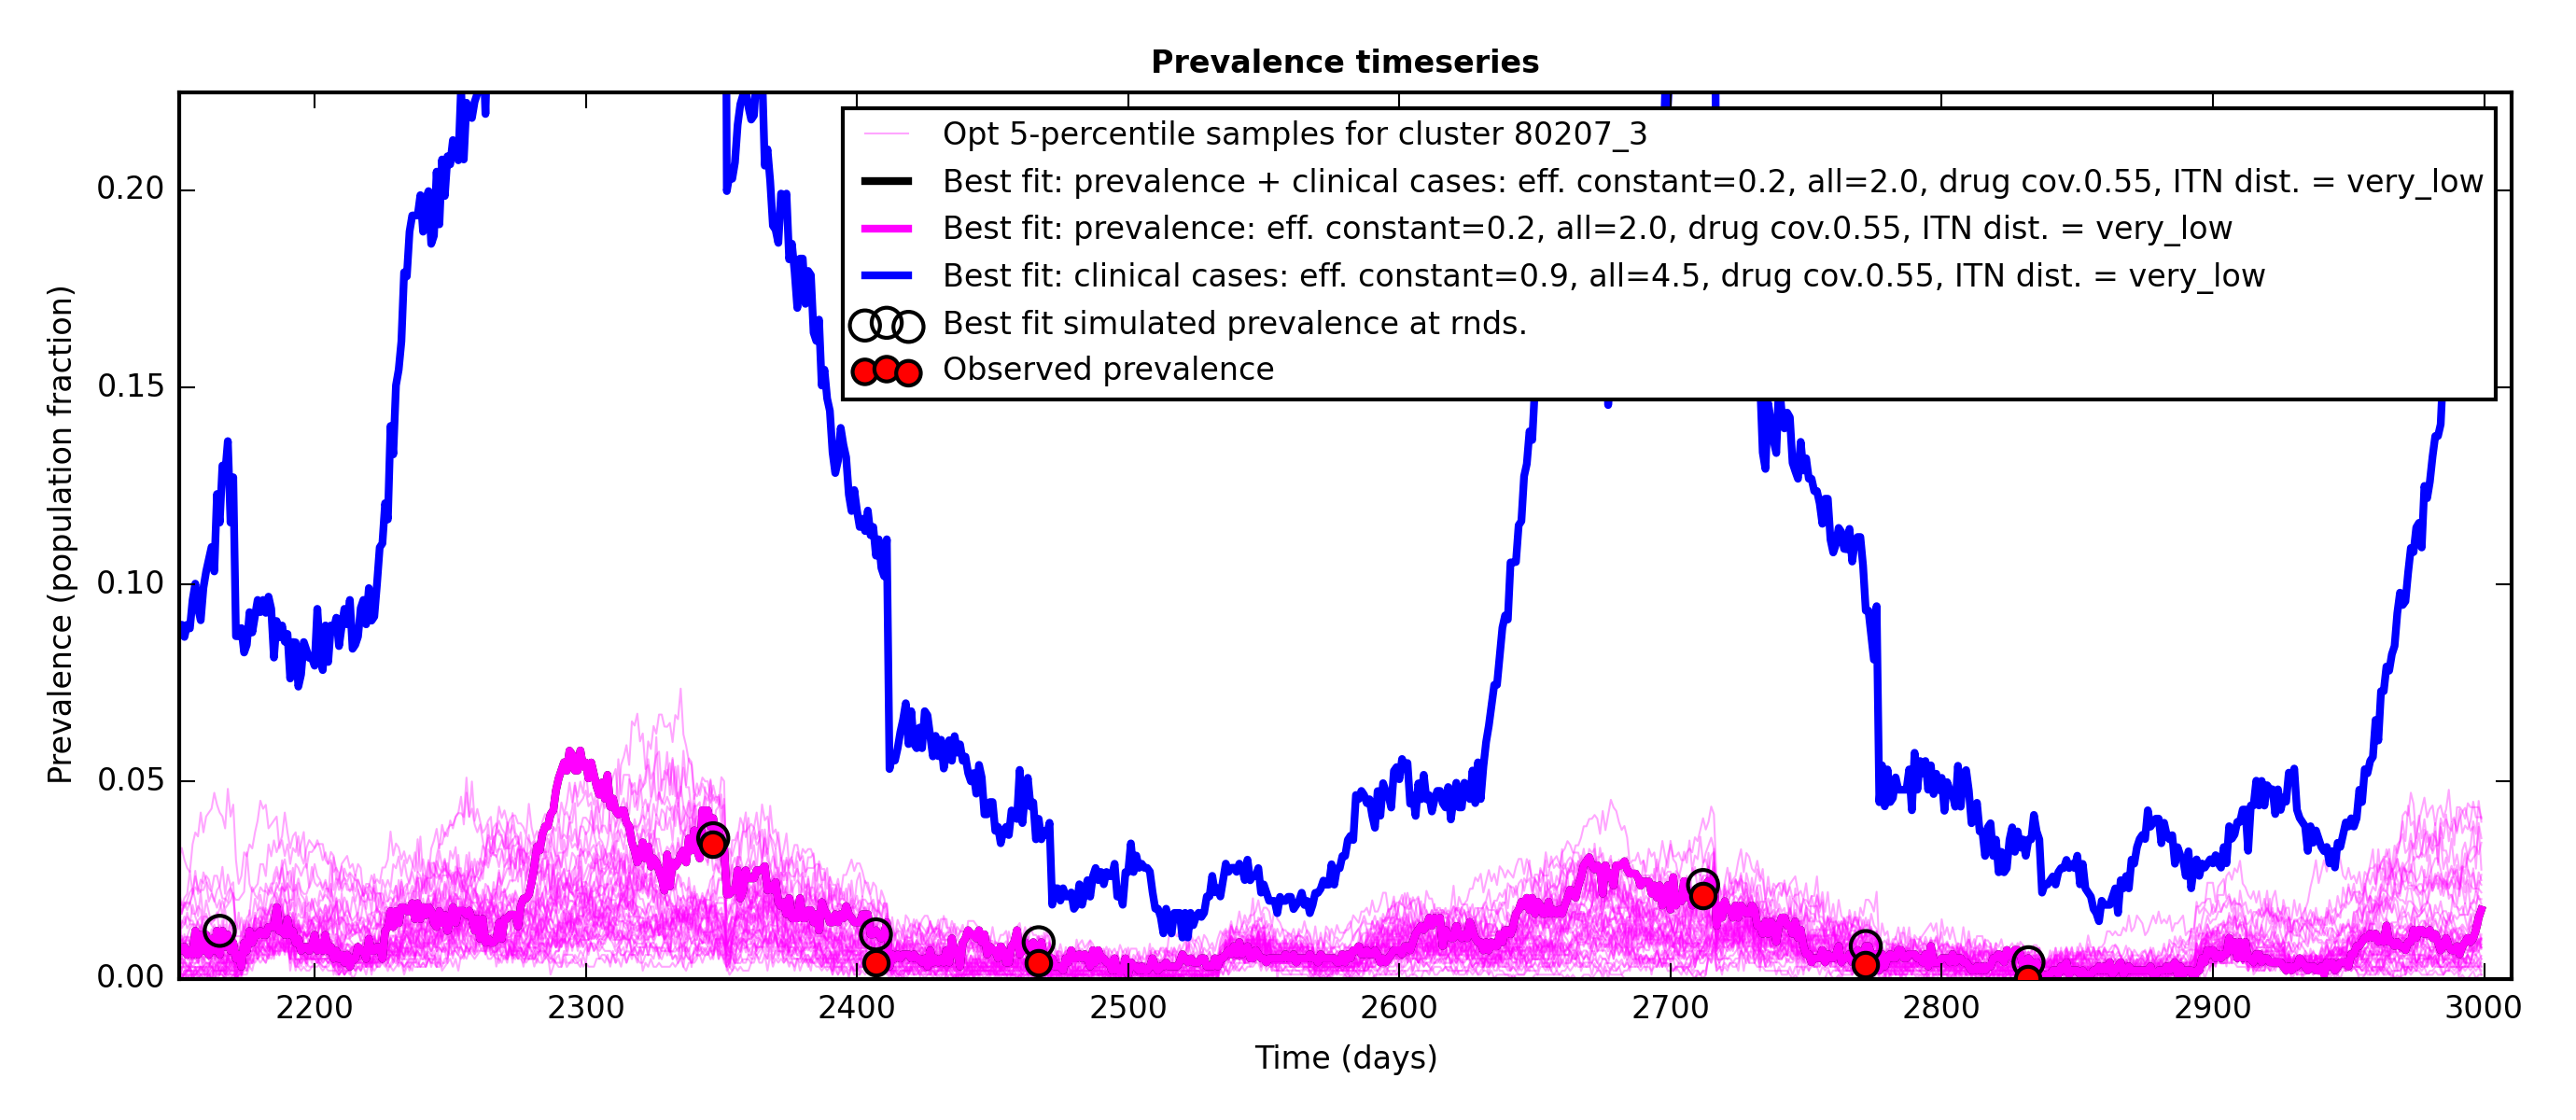 Prevalence timeseries
Opt 5-percentile samples for cluster 80207_3
Best fit: prevalence + clinical cases: eff. constant=0.2, all=2.0, drug cov.0.55, ITN dist. = very_low
Best fit: prevalence: eff. constant=0.2, all=2.0, drug cov.0.55, ITN dist. = very_low
Best fit: clinical cases: eff. constant=0.9, all=4.5, drug cov.0.55, ITN dist. = very_low
Best fit simulated prevalence at rnds.
Observed prevalence
Prevalence (population fraction)
0.20
0.15
0.10
0.05
0.00
2200 2300 2400 2500 2600 2700 2800 2900 3000
Time (days)